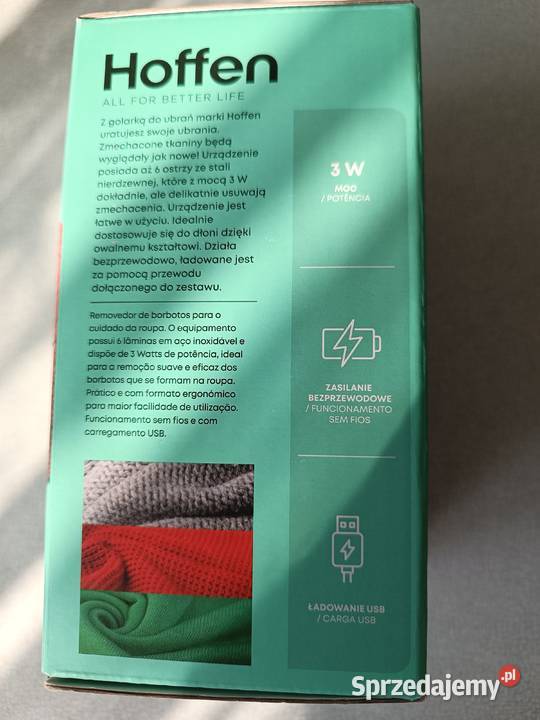 Hoffen
ALL FOR BETTER LIFE
Z golarką do ubrań marki Hoffen
uratujesz swoje ubrania.
Zmechacone tkaniny będą
wyglądały jak nowe! Urządzenie
posiada aż 6 ostrzy ze stali
nierdzewnej, które z mocą 3 W
dokładnie, ale delikatnie usuwają
zmechacenia. Urządzenie jest
łatwe w użyciu. Idealnie
dostosowuje się do dłoni dzięki
owalnemu kształtowi. Działa
bezprzewodowo, ładowane jest
za pomocą przewodu
dołączonego do zestawu.
Removedor de borbotos para o
cuidado da roupa. O equipamento
possui 6 lâminas em aço inoxidável e
dispõe de 3 Watts de potência, ideal
para a remoção suave e eficaz dos
borbotos que se formam na roupa.
Prático e com formato ergonómico
para maior facilidade de utilização.
Funcionamento sem fios e com
carregamento USB.
3 W
MOC
/ POTÊNCIA
ZASILANIE
BEZPRZEWODOWE
/ FUNCIONAMENTO
SEM FIOS
ŁADOWANIE USB
/ CARGA USB
Sprzedajemy.pl